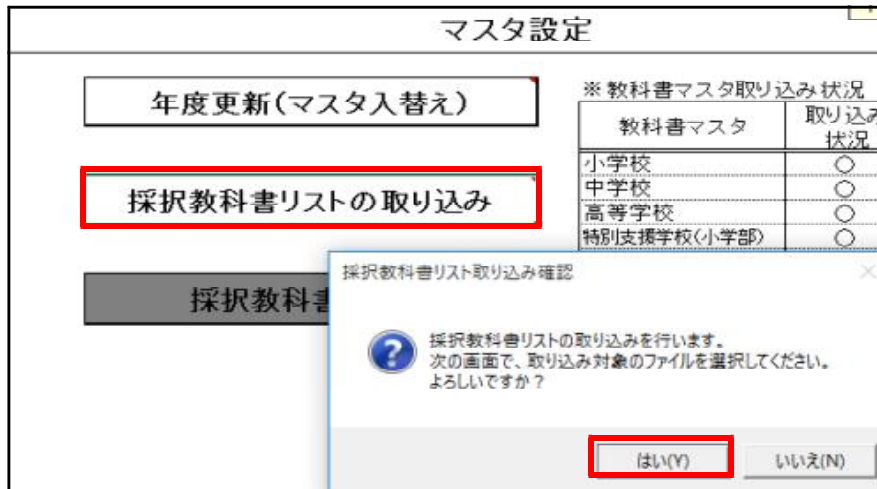 マスタ設定
年度更新(マスタ入替え)
※教科書マスタ取り込み状況
教科書マスタ
取り込み
状況
小学校 ○
中学校 ○
高等学校 ○
特別支援学校(小学部) ○
採択教科書リストの取り込み
採択教科書
採択教科書リスト取り込み確認
採択教科書リストの取り込みを行います。
次の画面で、取り込み対象のファイルを選択してください。
よろしいですか?
はい(Y)
いいえ(N)